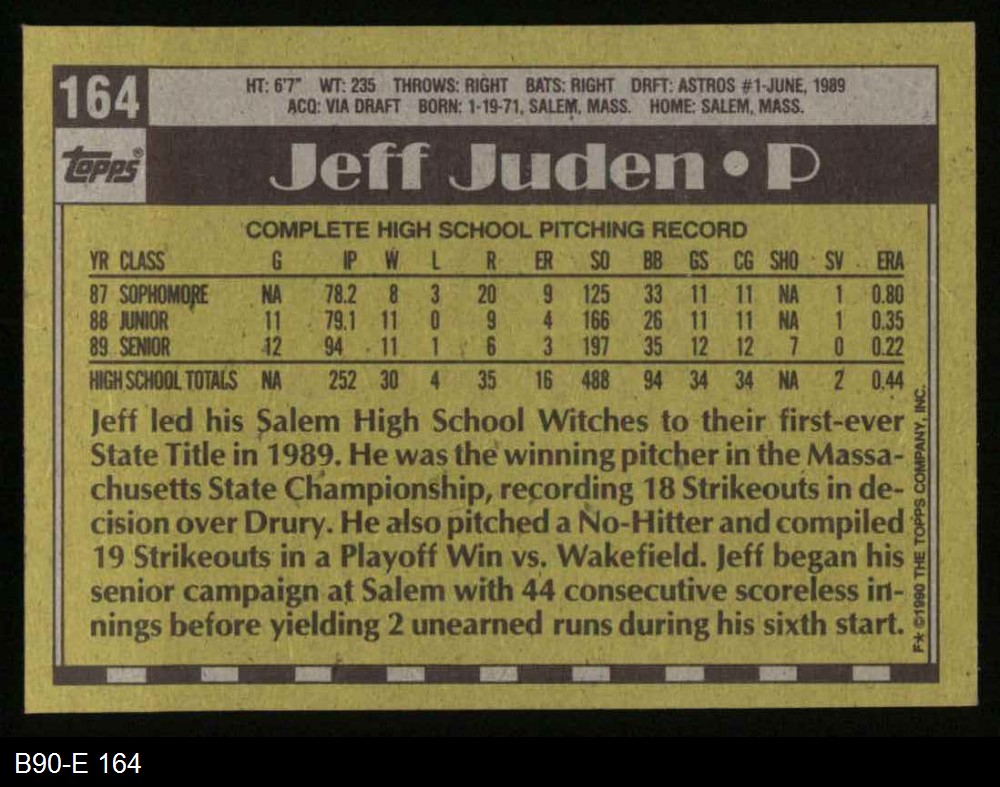 164
HT: 6'7" WT: 235 THROWS: RIGHT BATS: RIGHT DRFT: ASTROS #1-JUNE, 1989
ACQ: VIA DRAFT BORN: 1-19-71, SALEM, MASS. HOME: SALEM, MASS.
TOPPS®
Jeff Juden • P
COMPLETE HIGH SCHOOL PITCHING RECORD
YR CLASS G IP W L R ER SO BB GS CG SHO SV ERA
87 SOPHOMORE NA 78.2 8 3 20 9 125 33 11 11 NA 1 0.80
88 JUNIOR 11 79.1 11 0 9 4 166 26 11 11 NA 1 0.35
89 SENIOR 12 94 11 1 6 3 197 35 12 12 7 0 0.22
HIGH SCHOOL TOTALS NA 252 30 4 35 16 488 94 34 34 NA 2 0.44
Jeff led his Salem High School Witches to their first-ever
State Title in 1989. He was the winning pitcher in the Massa-
chusetts State Championship, recording 18 Strikeouts in de-
cision over Drury. He also pitched a No-Hitter and compiled
19 Strikeouts in a Playoff Win vs. Wakefield. Jeff began his
senior campaign at Salem with 44 consecutive scoreless in-
nings before yielding 2 unearned runs during his sixth start.
F* ©1990 THE TOPPS COMPANY, INC.
B90-E 164